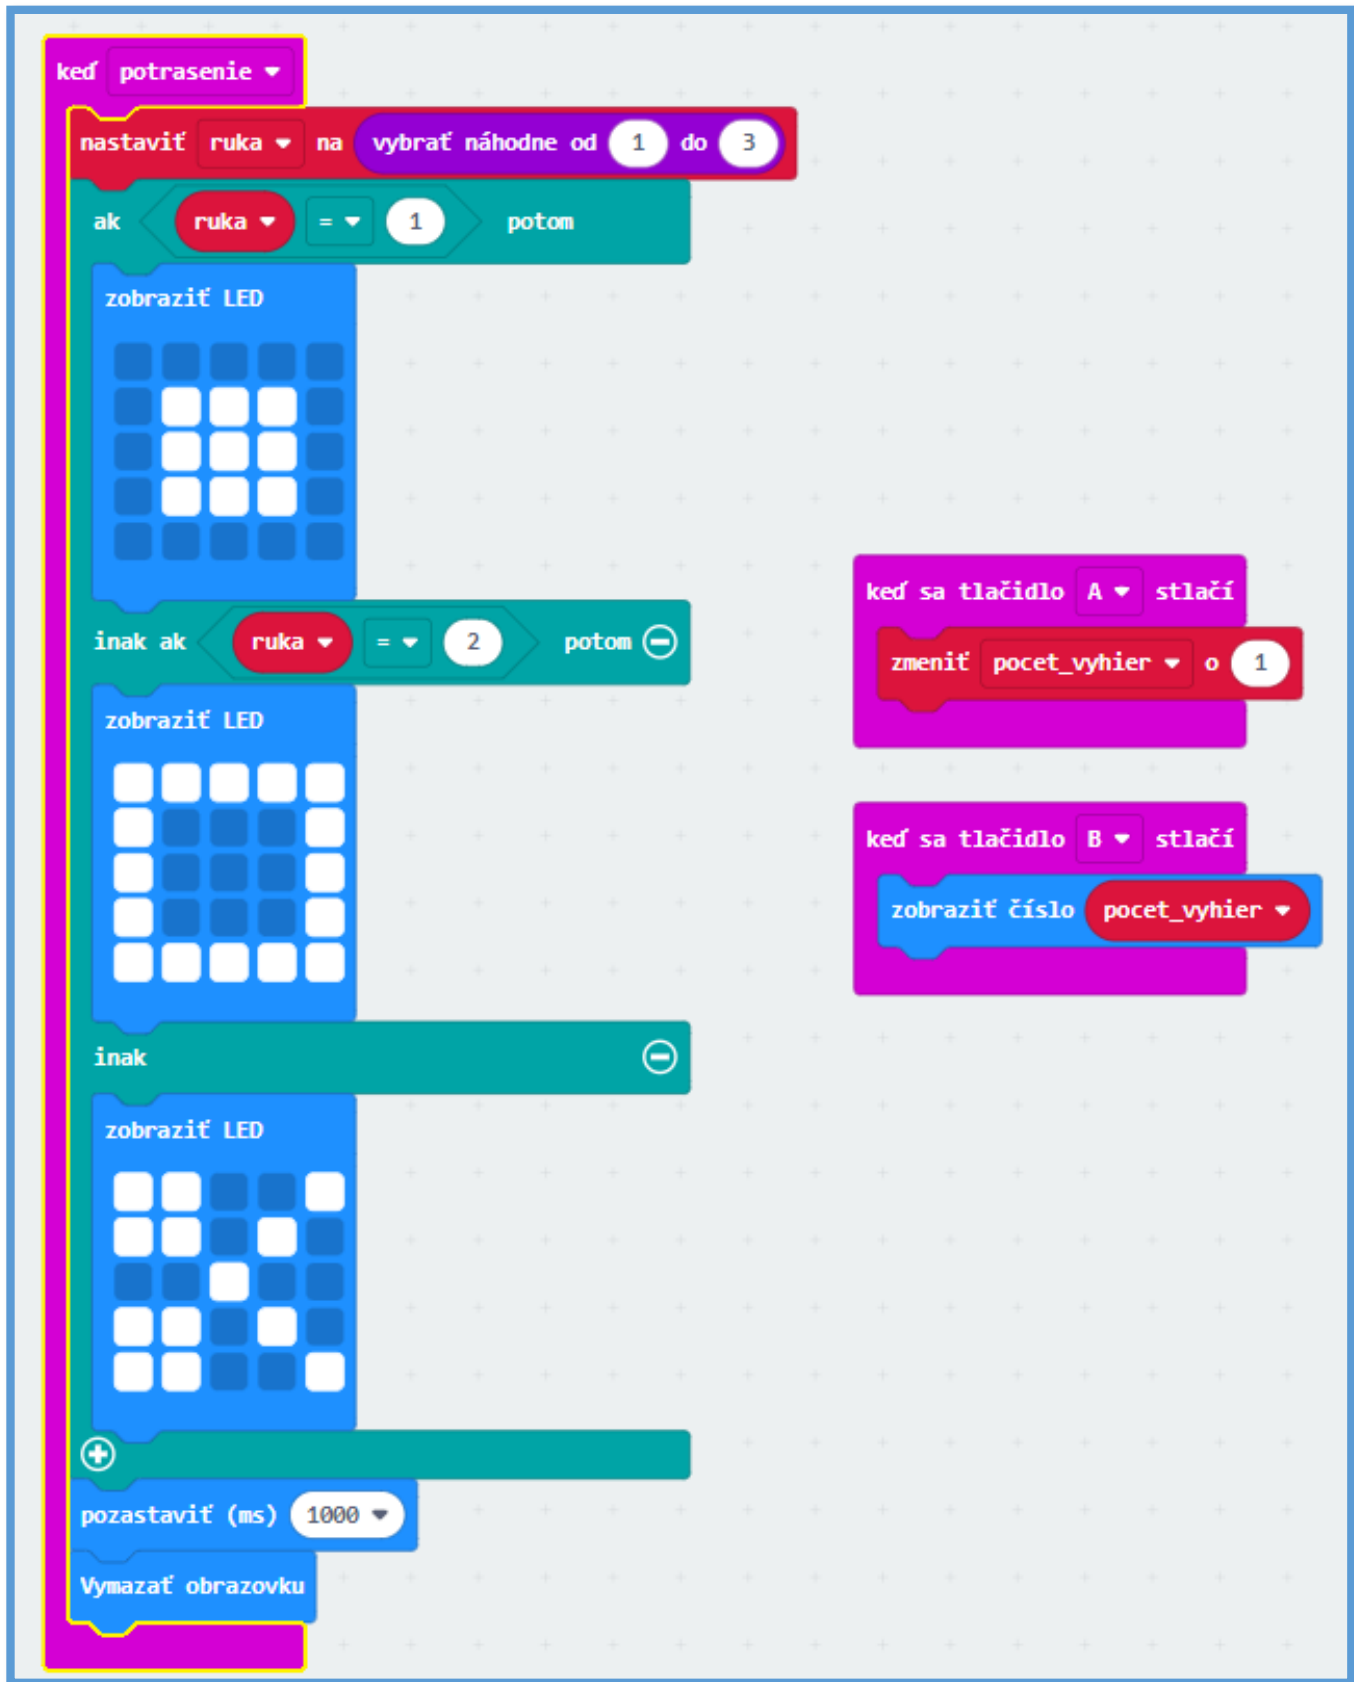 keď potrasenie
nastaviť ruka na vybrať náhodne od 1 do 3
ak ruka = 1 potom
zobraziť LED
inak ak ruka = 2 potom
zobraziť LED
inak
zobraziť LED
pozastaviť (ms) 1000
Vymazať obrazovku
keď sa tlačidlo A stlačí
zmeniť pocet_vyhier o 1
keď sa tlačidlo B stlačí
zobraziť číslo pocet_vyhier